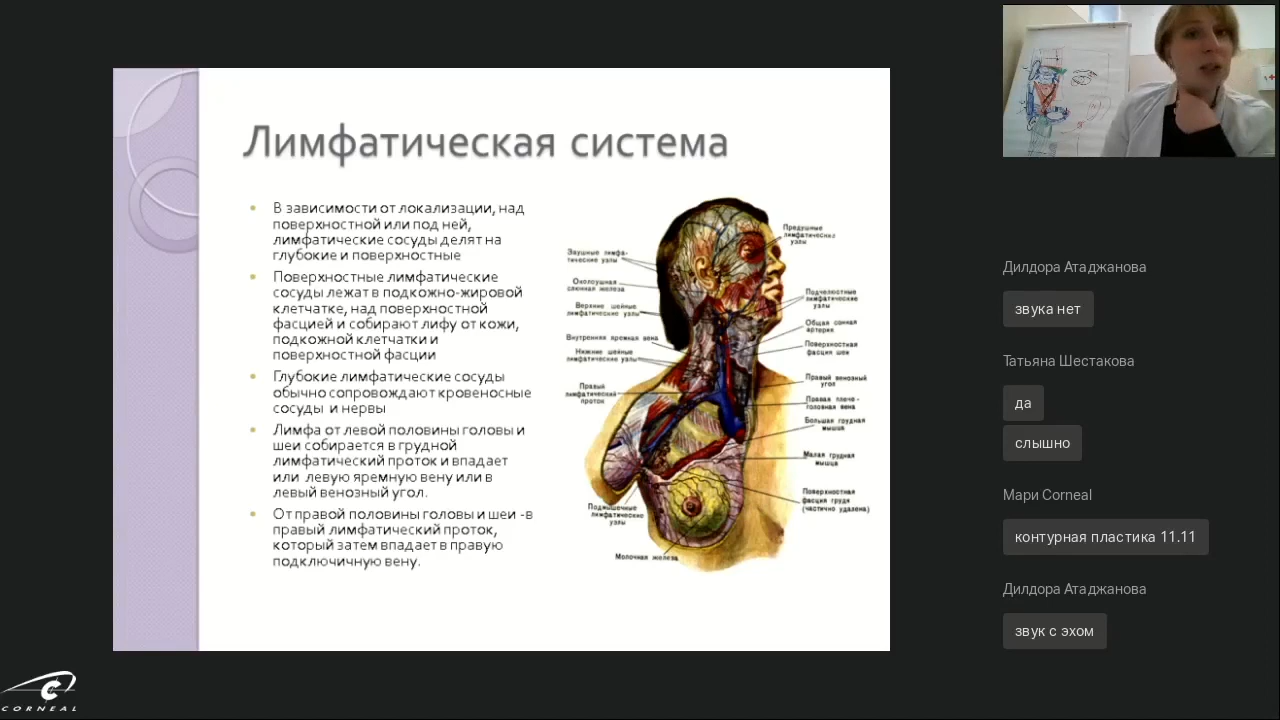 Лимфатическая система
В зависимости от локализации, над
поверхностной или под ней,
лимфатические сосуды делят на
глубокие и поверхностные
Поверхностные лимфатические
сосуды лежат в подкожно-жировой
клетчатке, над поверхностной
фасцией и собирают лифу от кожи,
подкожной клетчатки и
поверхностной фасции
Глубокие лимфатические сосуды
обычно сопровождают кровеносные
сосуды и нервы
Лимфа от левой половины головы и
шеи собирается в грудной
лимфатический проток и впадает
или левую яремную вену или в
левый венозный угол.
От правой половины головы и шеи -в
правый лимфатический проток,
который затем впадает в правую
подключичную вену.
Заушные лимфа-
тические узлы
Околоушная
слюнная железа
Верхние шейные
лимфатические узлы
Внутренняя яремная вена
Нижние шейные
лимфатические узлы
Правый
лимфатический
проток
Подмышечные
лимфатические
узлы
Молочная железа
Предушные
лимфатические
узлы
Подчелюстные
лимфатические
узлы
Общая сонная
артерия
Поверхностная
фасция шеи
Правый венозный
угол
Правая плече-
головная вена
Большая грудная
мышца
Малая грудная
мышца
Поверхностная
фасция груди
(частично удалена)
Дилдора Атаджанова
звука нет
Татьяна Шестакова
да
слышно
Мари Corneal
контурная пластика 11.11
Дилдора Атаджанова
звук с эхом
CORNEAL